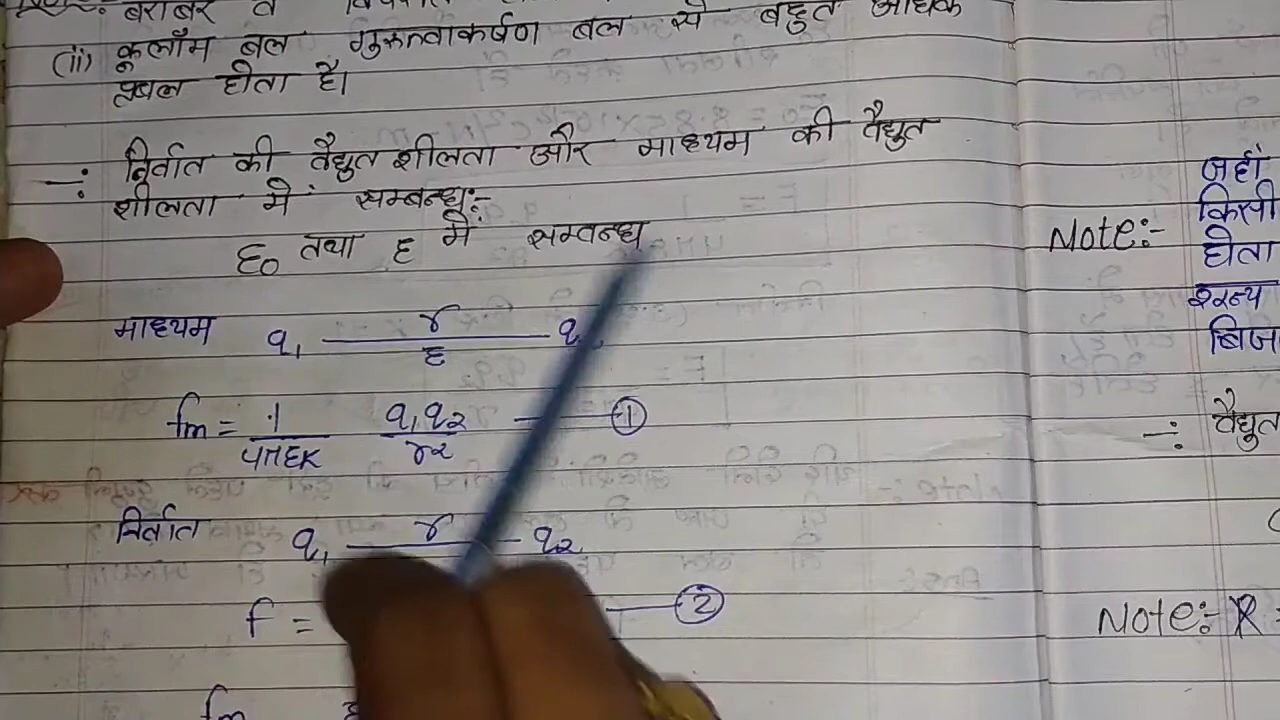 बराबर व
(ii) कूलॉम बल गुरुत्वाकर्षण बल से बहुत अधिक
प्रबल होता है।
निर्वात की वैद्युत शीलता और माध्यम की वैद्युत
शीलता में सम्बन्ध:-
ε₀ तथा ε में सम्बन्ध
माध्यम q₁ r q
ε
fm = 1/4πεK q₁q₂/r² ①
निर्वात q₁ r q₂
f = ②
fm
जहाँ
किसी
Note:- होता
शून्य
बिज
वैद्युत
Note:- K